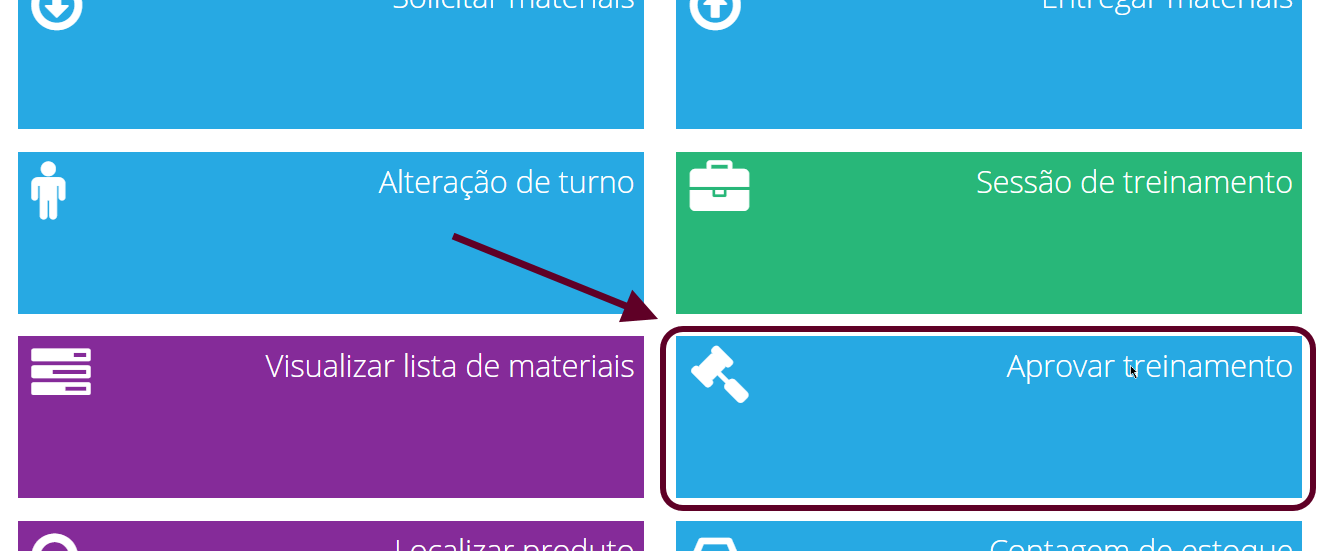 Solicitar materiais
Entregar materiais
Alteração de turno
Sessão de treinamento
Visualizar lista de materiais
Aprovar treinamento
Localizar produto
Contagem de estoque